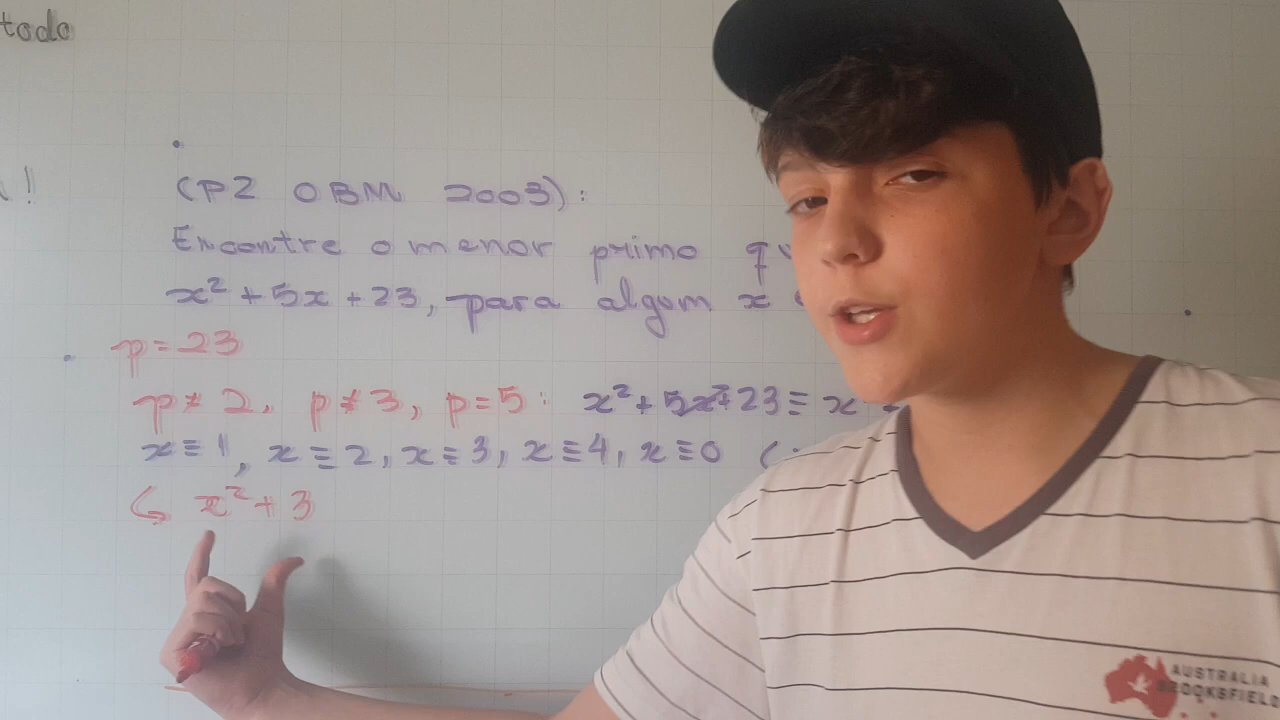 todo
!
(P2 OBM 2003):
Encontre o menor primo
x² + 5x + 23, para algum x
p = 23
p ≠ 2, p ≠ 3, p = 5: x² + 5x + 23 ≡ x
x ≡ 1, x ≡ 2, x ≡ 3, x ≡ 4, x ≡ 0 (
↳ x² + 3
AUSTRALIA
BROOKSFIELD